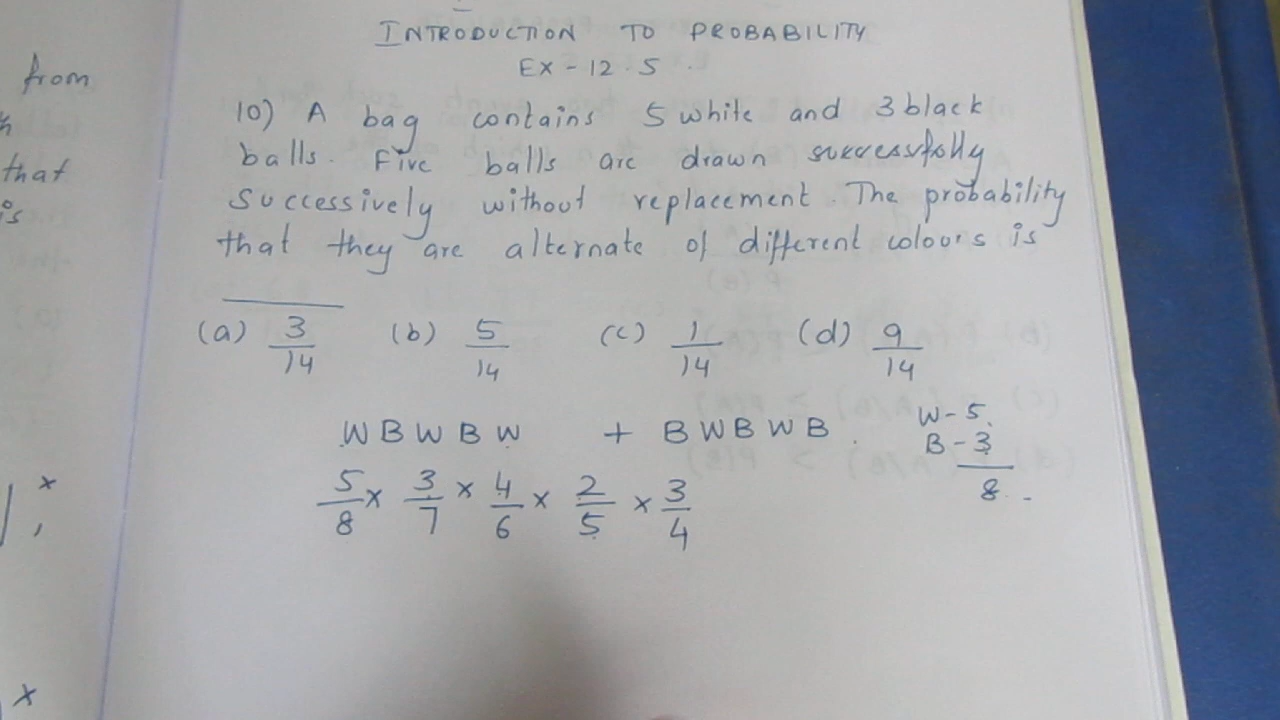 from
that
is
INTRODUCTION TO PROBABILITY
EX-12.5.
10) A bag contains 5 white and 3 black
balls. Five balls are drawn
successively without replacement. The probability
that they are alternate of different colours is
(a) 3/14 (b) 5/14 (c) 1/14 (d) 9/14
WBWBW + BWBWB. W-5.
B-3
8..
5/8 x 3/7 x 4/6 x 2/5 x 3/4
x
,
x